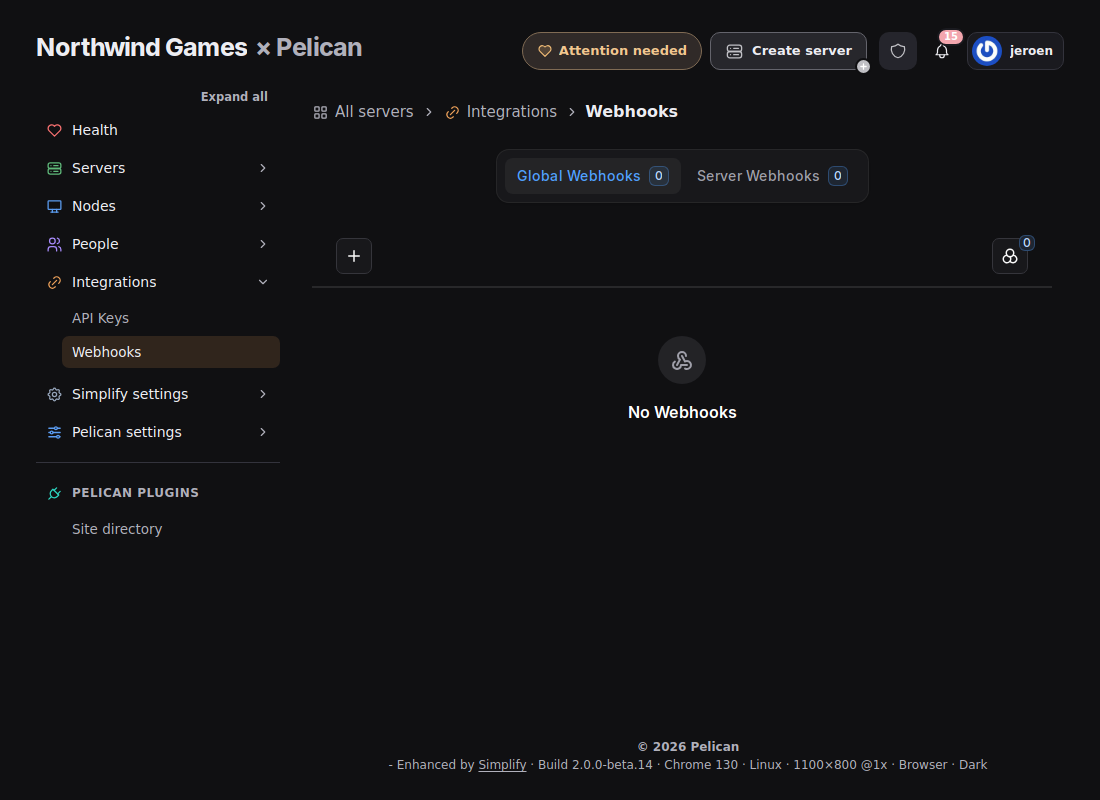 Northwind Games × Pelican
Attention needed
Create server
15
jeroen
Expand all
Health
Servers
Nodes
People
Integrations
API Keys
Webhooks
Simplify settings
Pelican settings
PELICAN PLUGINS
Site directory
All servers > Integrations > Webhooks
Global Webhooks 0
Server Webhooks 0
0
No Webhooks
© 2026 Pelican
- Enhanced by Simplify · Build 2.0.0-beta.14 · Chrome 130 · Linux · 1100×800 @1x · Browser · Dark